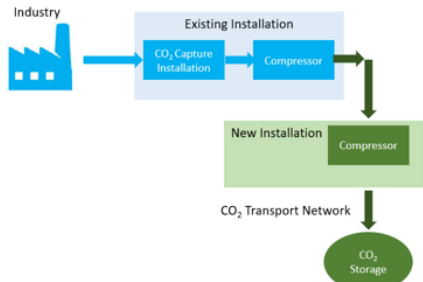 Industry
Existing Installation
CO₂ Capture
Installation
Compressor
New Installation
Compressor
CO₂ Transport Network
CO₂
Storage